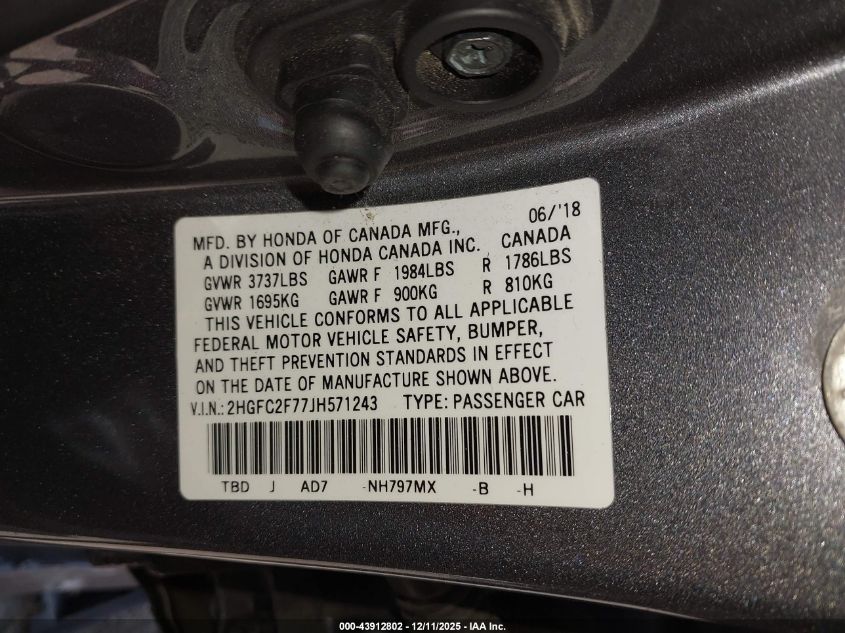 06/'18
MFD. BY HONDA OF CANADA MFG.,
A DIVISION OF HONDA CANADA INC. CANADA
GVWR 3737LBS GAWR F 1984LBS R 1786LBS
GVWR 1695KG GAWR F 900KG R 810KG
THIS VEHICLE CONFORMS TO ALL APPLICABLE
FEDERAL MOTOR VEHICLE SAFETY, BUMPER,
AND THEFT PREVENTION STANDARDS IN EFFECT
ON THE DATE OF MANUFACTURE SHOWN ABOVE.
V.I.N.: 2HGFC2F77JH571243 TYPE: PASSENGER CAR
TBD J AD7 -NH797MX -B -H
000-43912802 - 12/11/2025 - IAA Inc.